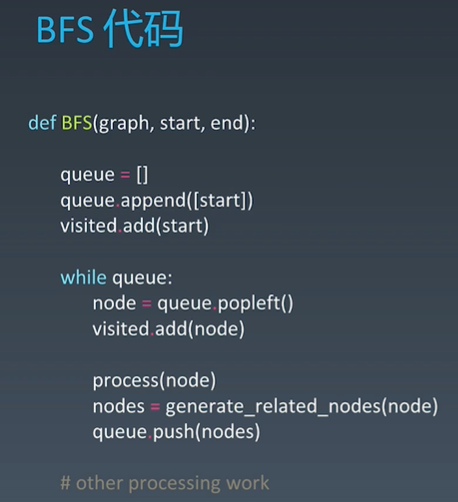 BFS 代码
def BFS(graph, start, end):
queue = []
queue.append([start])
visited.add(start)
while queue:
node = queue.popleft()
visited.add(node)
process(node)
nodes = generate_related_nodes(node)
queue.push(nodes)
# other processing work